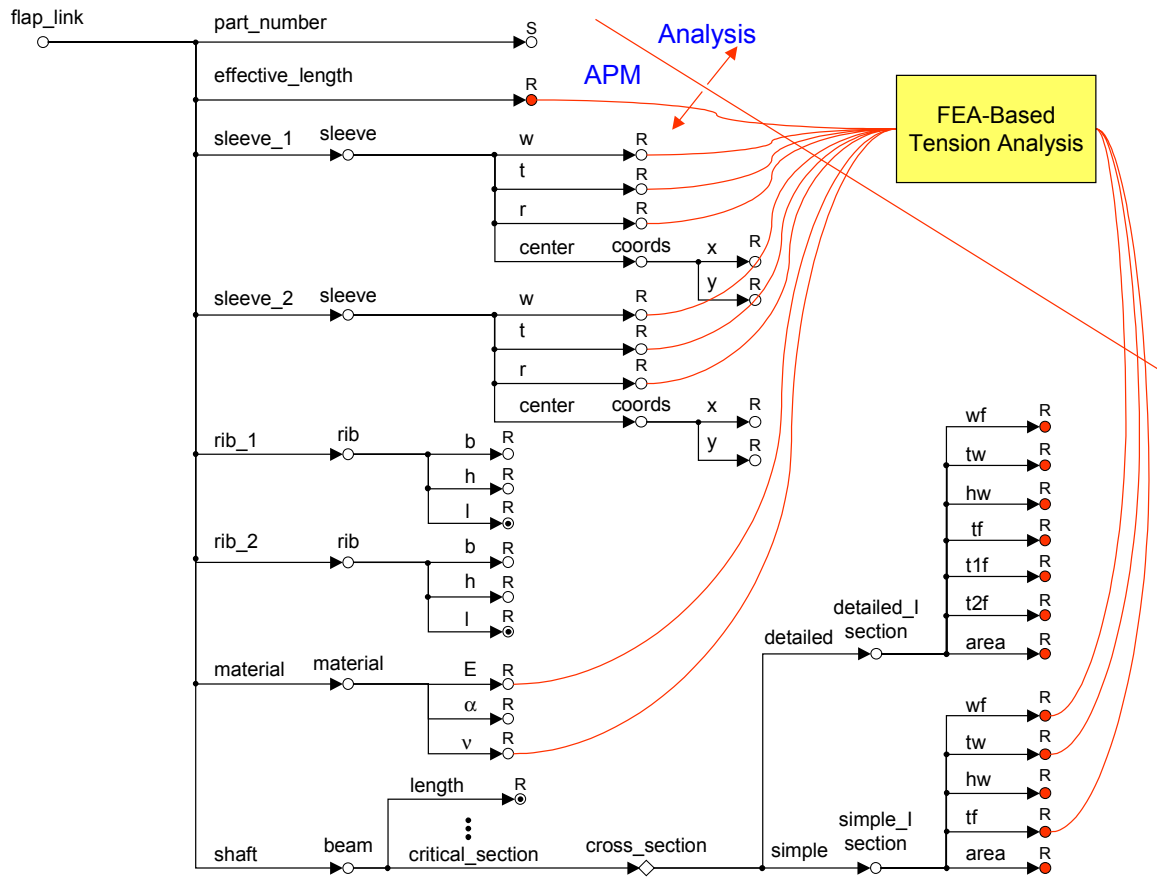 flap_link
part_number
S
effective_length
R
Analysis
APM
FEA-Based
Tension Analysis
sleeve_1
sleeve
w
R
t
R
r
R
center
coords
x
R
y
R
sleeve_2
sleeve
w
R
t
R
r
R
center
coords
x
R
y
R
rib_1
rib
b
R
h
R
l
R
rib_2
rib
b
R
h
R
l
R
material
material
E
R
α
R
ν
R
detailed
detailed_I
section
wf
R
tw
R
hw
R
tf
R
t1f
R
t2f
R
area
R
shaft
beam
length
R
critical_section
cross_section
simple
simple_I
section
wf
R
tw
R
hw
R
tf
R
area
R